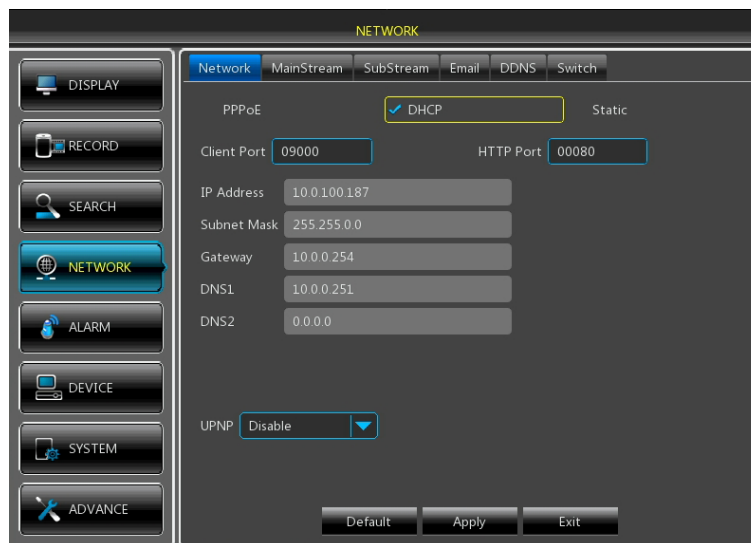 NETWORK
DISPLAY
RECORD
SEARCH
NETWORK
ALARM
DEVICE
SYSTEM
ADVANCE
Network MainStream SubStream Email DDNS Switch
PPPoE DHCP Static
Client Port 09000 HTTP Port 00080
IP Address 10.0.100.187
Subnet Mask 255.255.0.0
Gateway 10.0.0.254
DNS1 10.0.0.251
DNS2 0.0.0.0
UPNP Disable
Default Apply Exit